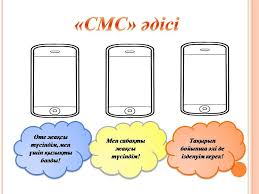 «СМС» әдісі
Өте жақсы
түсіндім, мен
үшін қызықты
болды!
Мен сабақты
жақсы
түсіндім!
Тақырып
бойынша әлі де
ізденуім керек!